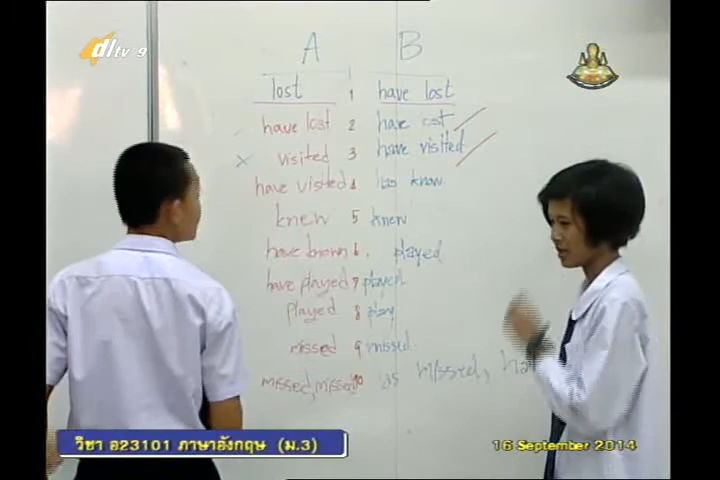 dltv 9
A B
lost 1 have lost
have lost 2 have lost
x visited 3 have visited
have visited 4 has know
knew 5 knew
have known 6. played
have played 7 played
played 8 play
missed 9 missed
missed, missed 10 as missed, ha
วิชา อ23101 ภาษาอังกฤษ (ม.3)
16 September 2014